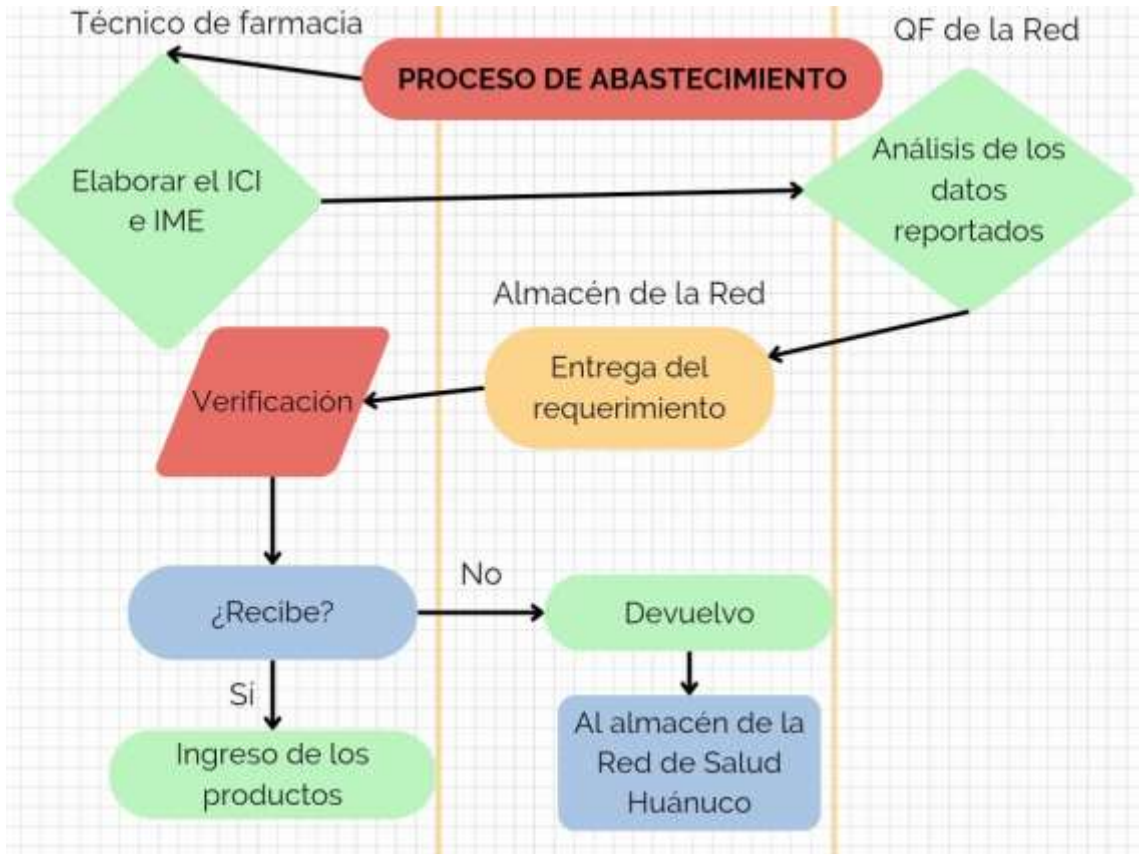 Técnico de farmacia
QF de la Red
PROCESO DE ABASTECIMIENTO
Elaborar el ICI
e IME
Análisis de los
datos
reportados
Almacén de la Red
Entrega del
requerimiento
Verificación
¿Recibe?
No
Devuelvo
Sí
Ingreso de los
productos
Al almacén de la
Red de Salud
Huánuco